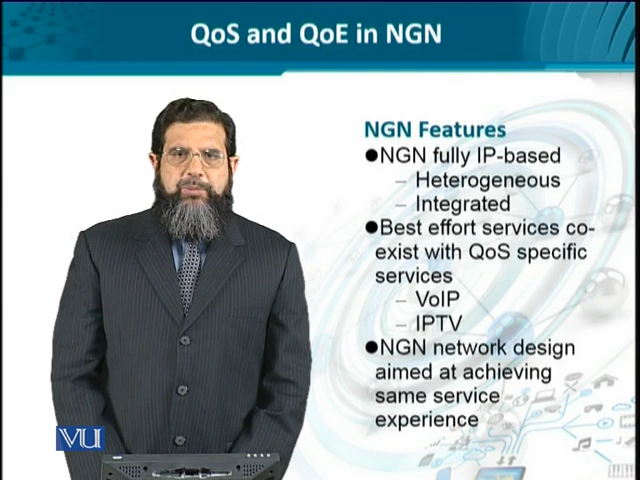 QoS and QoE in NGN
NGN Features
●NGN fully IP-based
– Heterogeneous
– Integrated
●Best effort services co-
exist with QoS specific
services
– VoIP
– IPTV
●NGN network design
aimed at achieving
same service
experience
VU